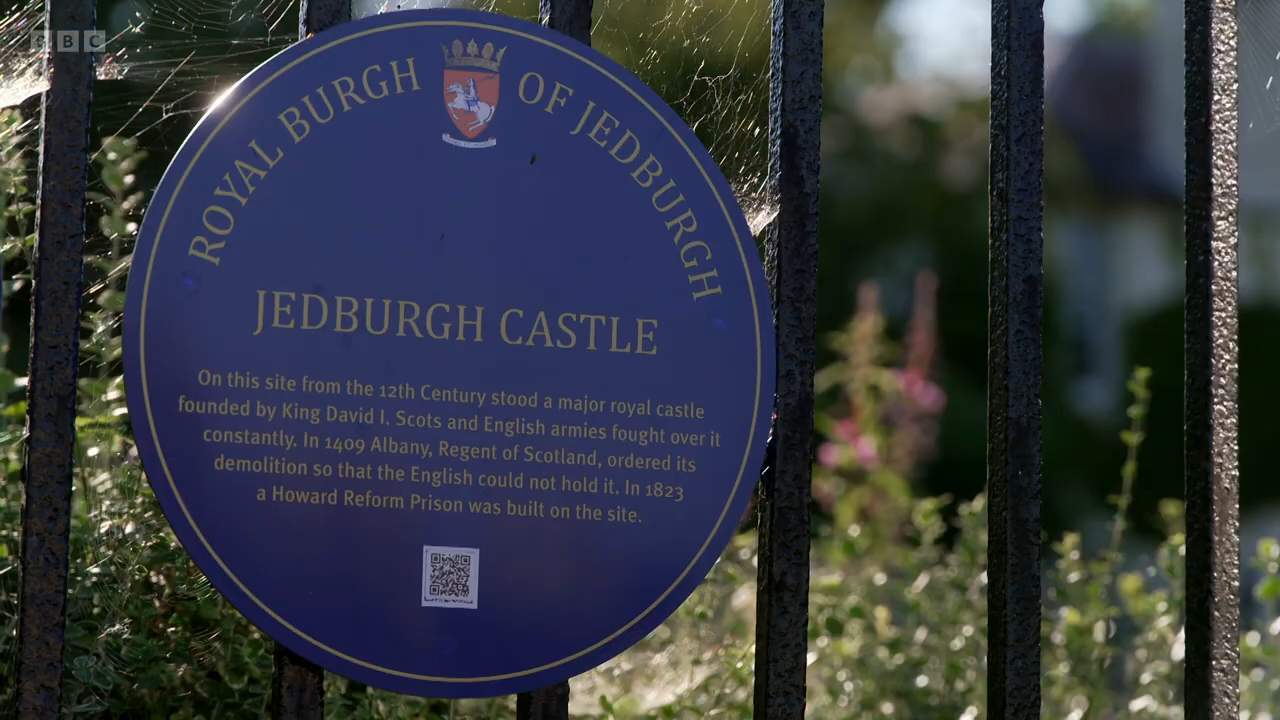 BBC
ROYAL BURGH OF JEDBURGH
JEDBURGH CASTLE
On this site from the 12th Century stood a major royal castle
founded by King David I. Scots and English armies fought over it
constantly. In 1409 Albany, Regent of Scotland, ordered its
demolition so that the English could not hold it. In 1823
a Howard Reform Prison was built on the site.